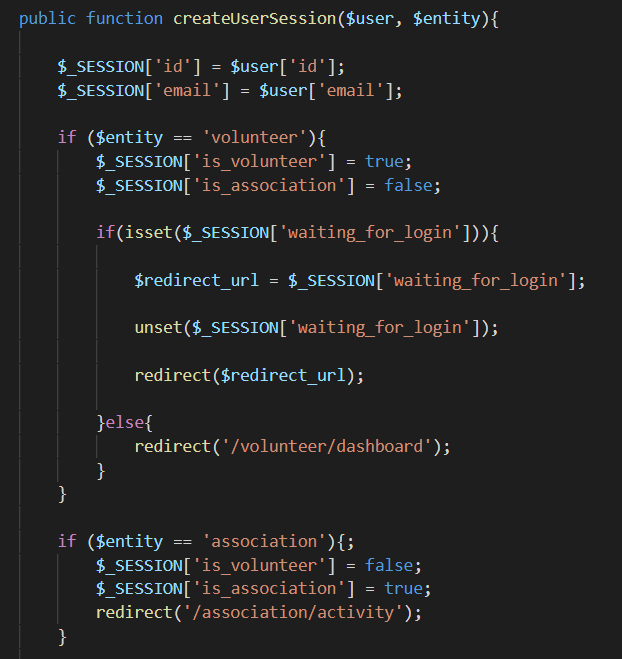 public function createUserSession($user, $entity){
$_SESSION['id'] = $user['id'];
$_SESSION['email'] = $user['email'];
if ($entity == 'volunteer'){
$_SESSION['is_volunteer'] = true;
$_SESSION['is_association'] = false;
if(isset($_SESSION['waiting_for_login'])){
$redirect_url = $_SESSION['waiting_for_login'];
unset($_SESSION['waiting_for_login']);
redirect($redirect_url);
}else{
redirect('/volunteer/dashboard');
}
}
if ($entity == 'association'){;
$_SESSION['is_volunteer'] = false;
$_SESSION['is_association'] = true;
redirect('/association/activity');
}